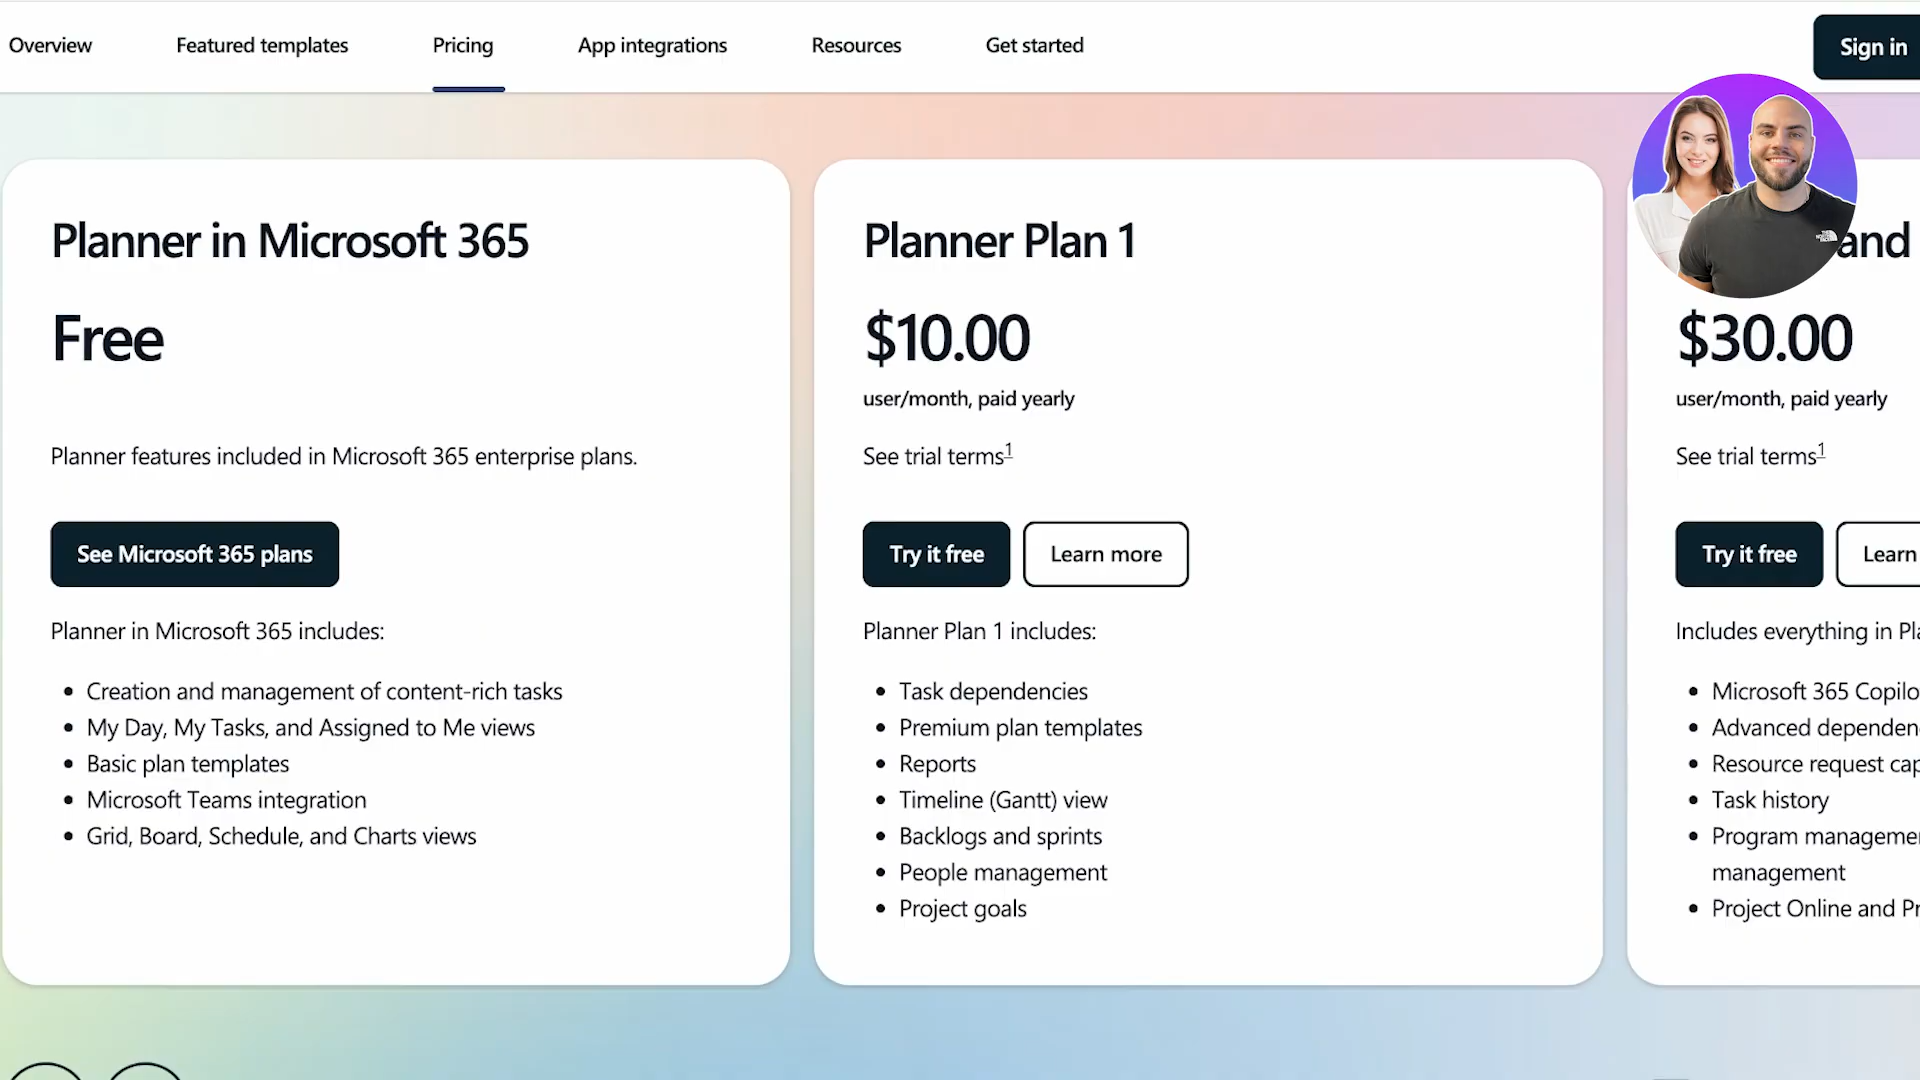 Overview
Featured templates
Pricing
App integrations
Resources
Get started
Sign in
Planner in Microsoft 365
Free
Planner features included in Microsoft 365 enterprise plans.
See Microsoft 365 plans
Planner in Microsoft 365 includes:
Creation and management of content-rich tasks
My Day, My Tasks, and Assigned to Me views
Basic plan templates
Microsoft Teams integration
Grid, Board, Schedule, and Charts views
Planner Plan 1
$10.00
user/month, paid yearly
See trial terms1
Try it free
Learn more
Planner Plan 1 includes:
Task dependencies
Premium plan templates
Reports
Timeline (Gantt) view
Backlogs and sprints
People management
Project goals
and
$30.00
user/month, paid yearly
See trial terms1
Try it free
Learn
Includes everything in
Microsoft 365
Advanced
Resource request
Task history
Program
management
Project Online and